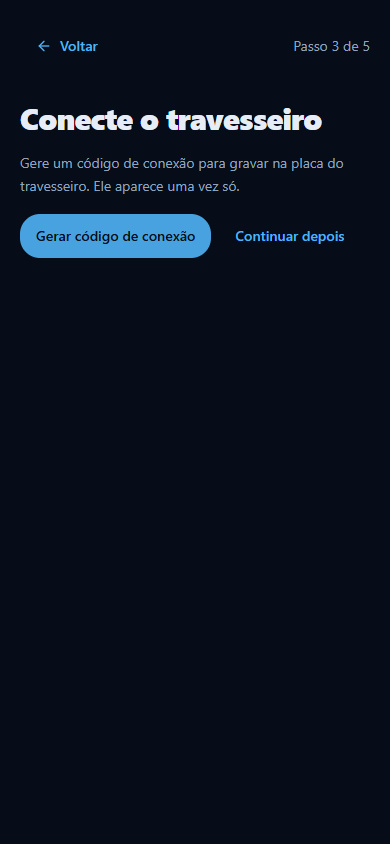 Voltar
Passo 3 de 5
Conecte o travesseiro
Gere um código de conexão para gravar na placa do
travesseiro. Ele aparece uma vez só.
Gerar código de conexão
Continuar depois